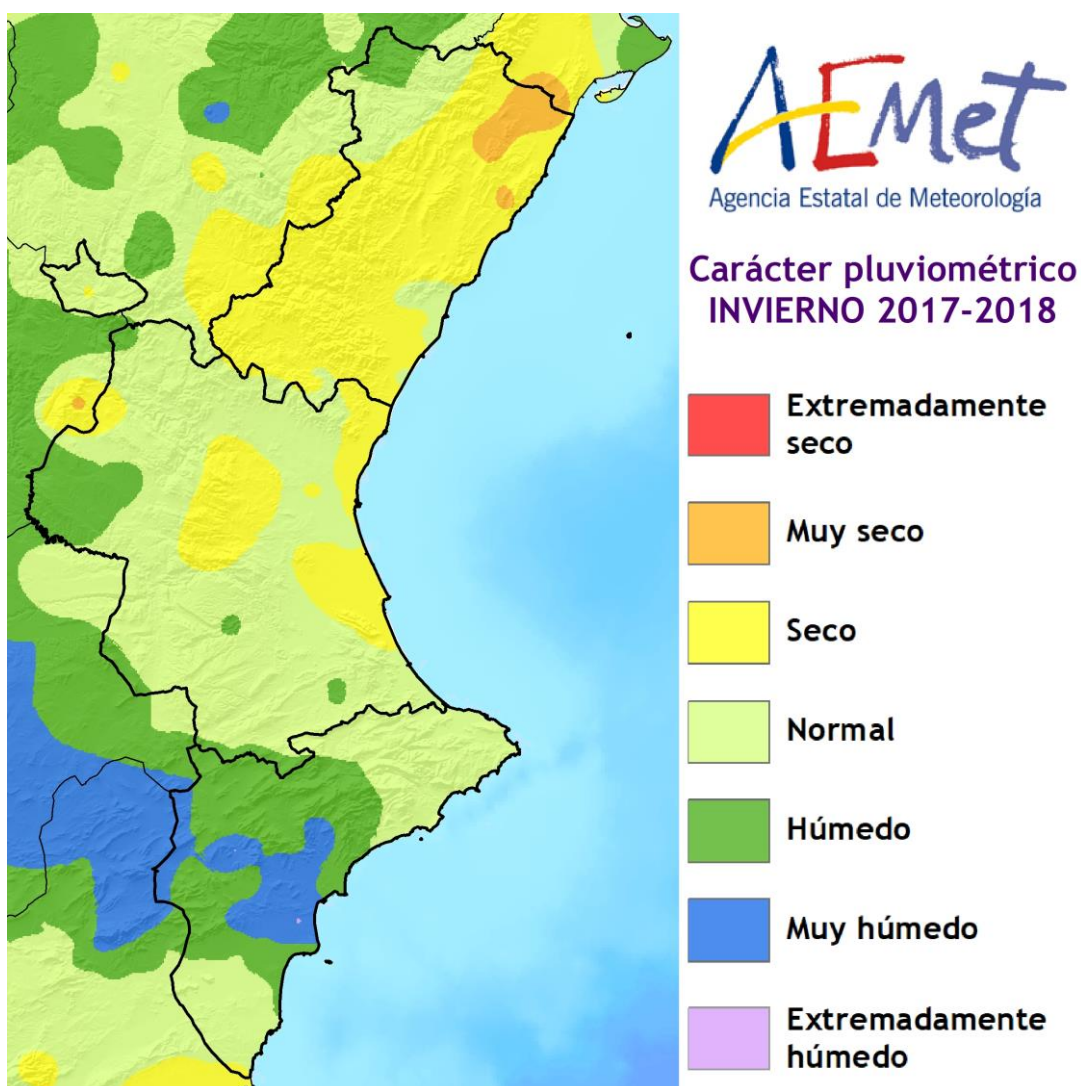 AEMet
Agencia Estatal de Meteorología
Carácter pluviométrico
INVIERNO 2017-2018
Extremadamente
seco
Muy seco
Seco
Normal
Húmedo
Muy húmedo
Extremadamente
húmedo